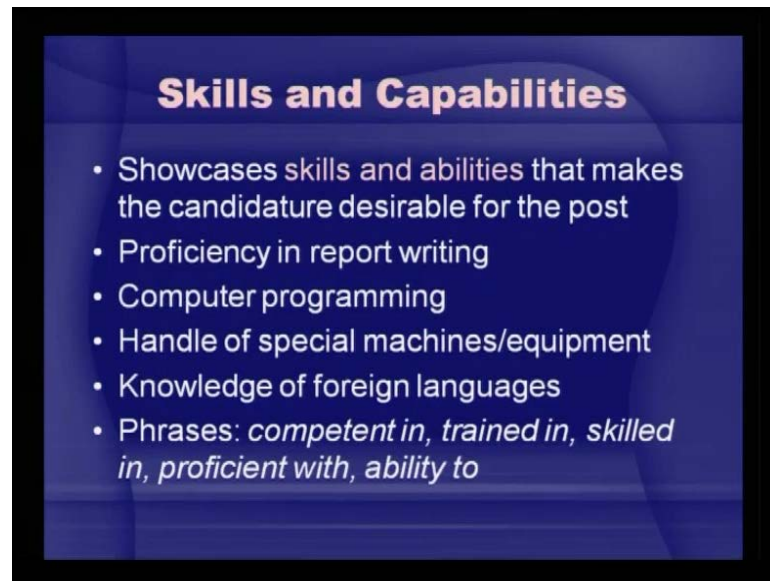 Skills and Capabilities
• Showcases skills and abilities that makes
the candidature desirable for the post
• Proficiency in report writing
• Computer programming
• Handle of special machines/equipment
• Knowledge of foreign languages
• Phrases: competent in, trained in, skilled
in, proficient with, ability to